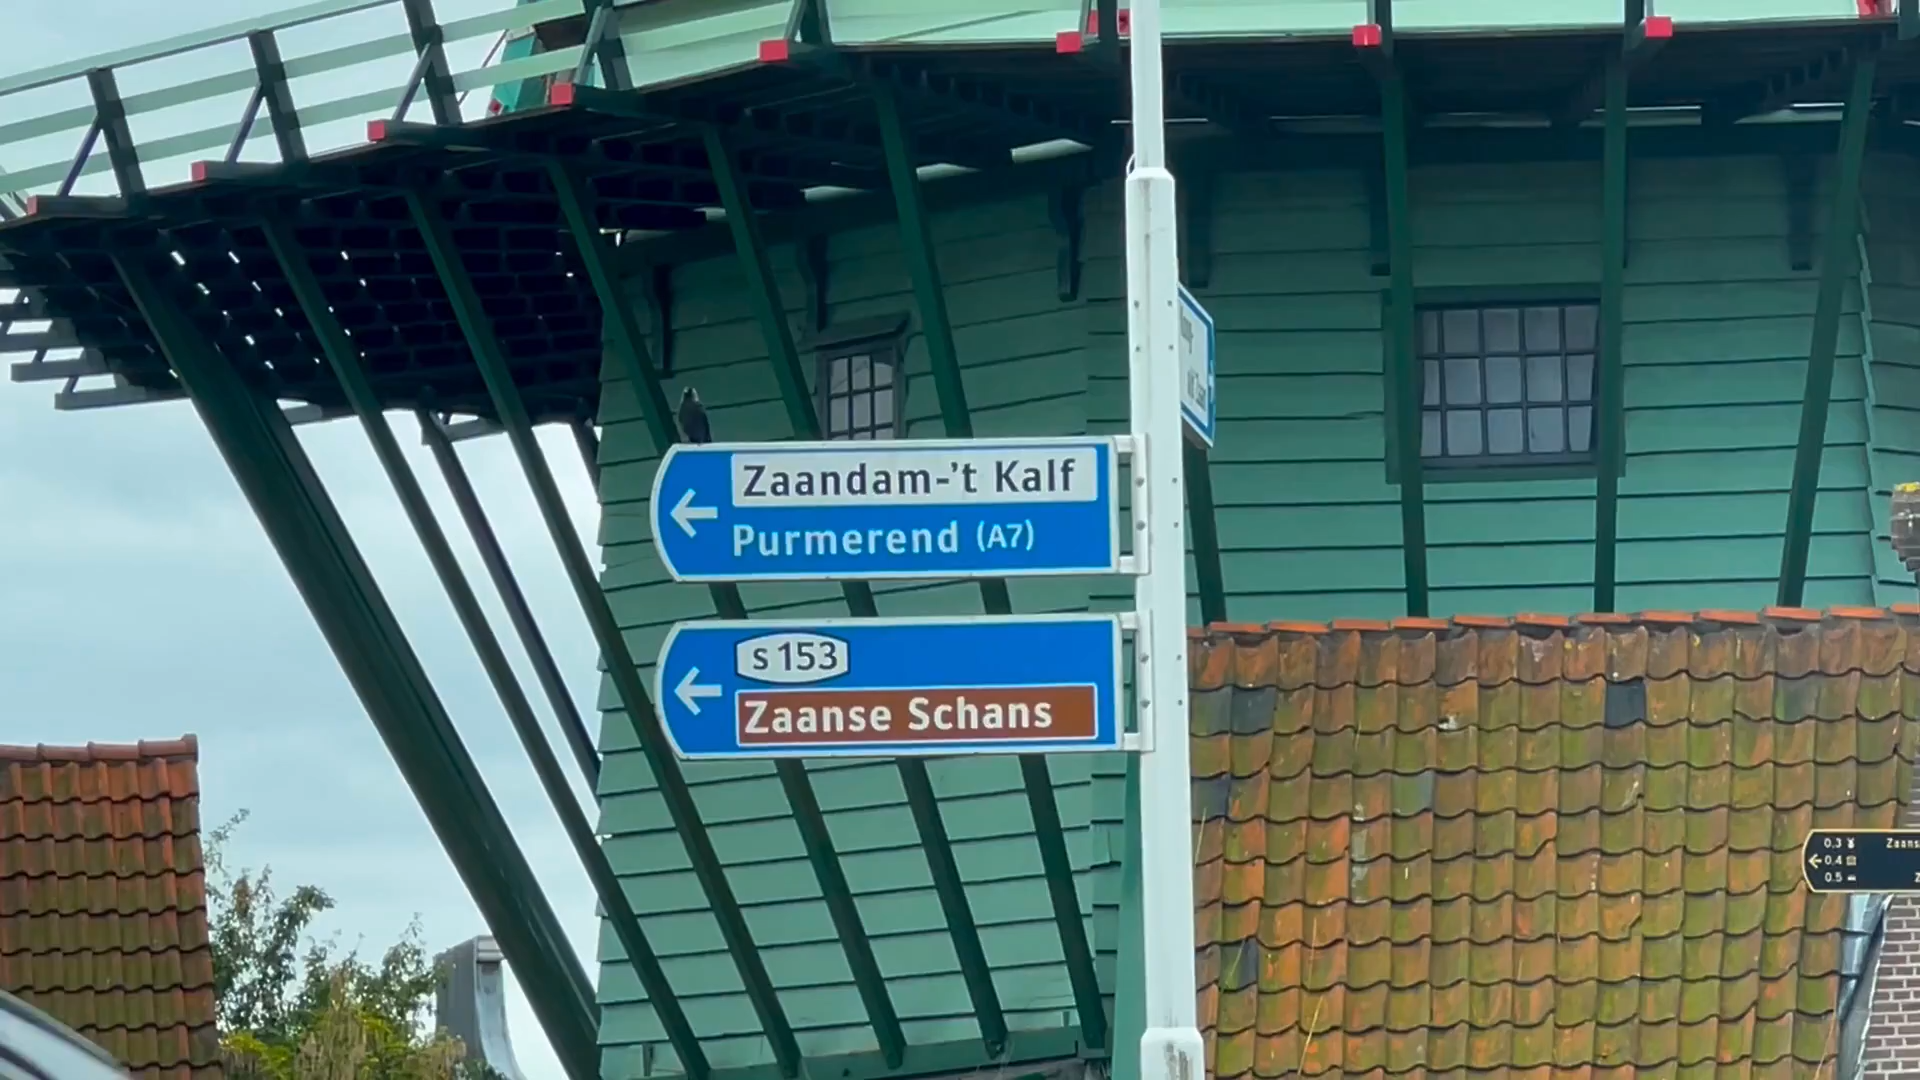 Zaandam-'t Kalf
Purmerend (A7)
S 153
Zaanse Schans
0.3
0.4
0.5